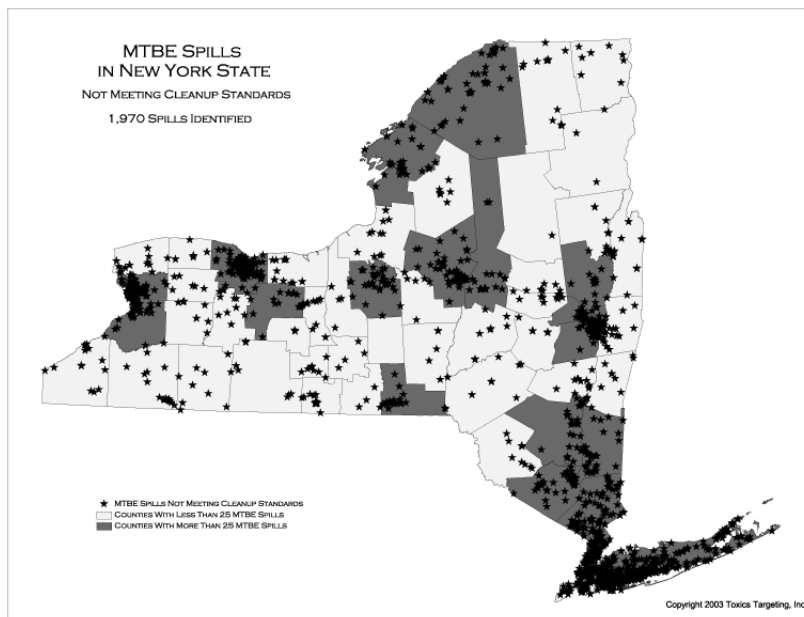 MTBE Spills
in New York State
Not Meeting Cleanup Standards
1,970 Spills Identified
MTBE Spills Not Meeting Cleanup Standards
Counties With Less Than 25 MTBE Spills
Counties With More Than 25 MTBE Spills
Copyright 2003 Toxics Targeting, Inc